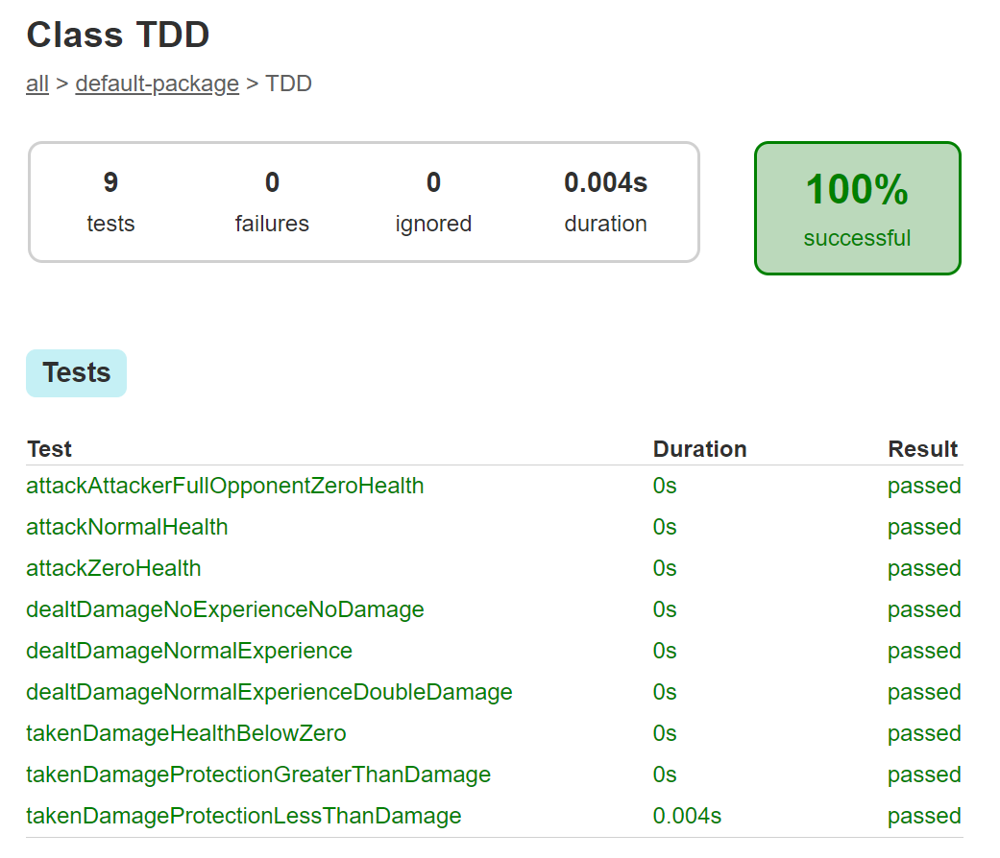 Class TDD
all > default-package > TDD
9 0 0 0.004s
tests failures ignored duration
100%
successful
Tests
Test Duration Result
attackAttackerFullOpponentZeroHealth 0s passed
attackNormalHealth 0s passed
attackZeroHealth 0s passed
dealtDamageNoExperienceNoDamage 0s passed
dealtDamageNormalExperience 0s passed
dealtDamageNormalExperienceDoubleDamage 0s passed
takenDamageHealthBelowZero 0s passed
takenDamageProtectionGreaterThanDamage 0s passed
takenDamageProtectionLessThanDamage 0.004s passed